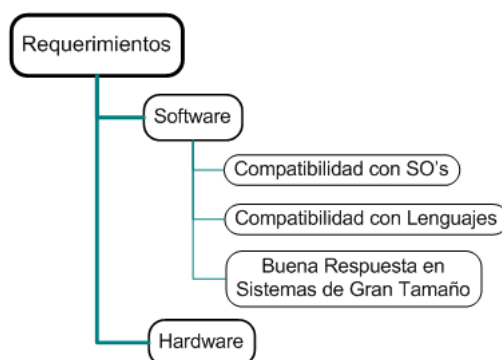 Requerimientos
Software
Compatibilidad con SO's
Compatibilidad con Lenguajes
Buena Respuesta en
Sistemas de Gran Tamaño
Hardware